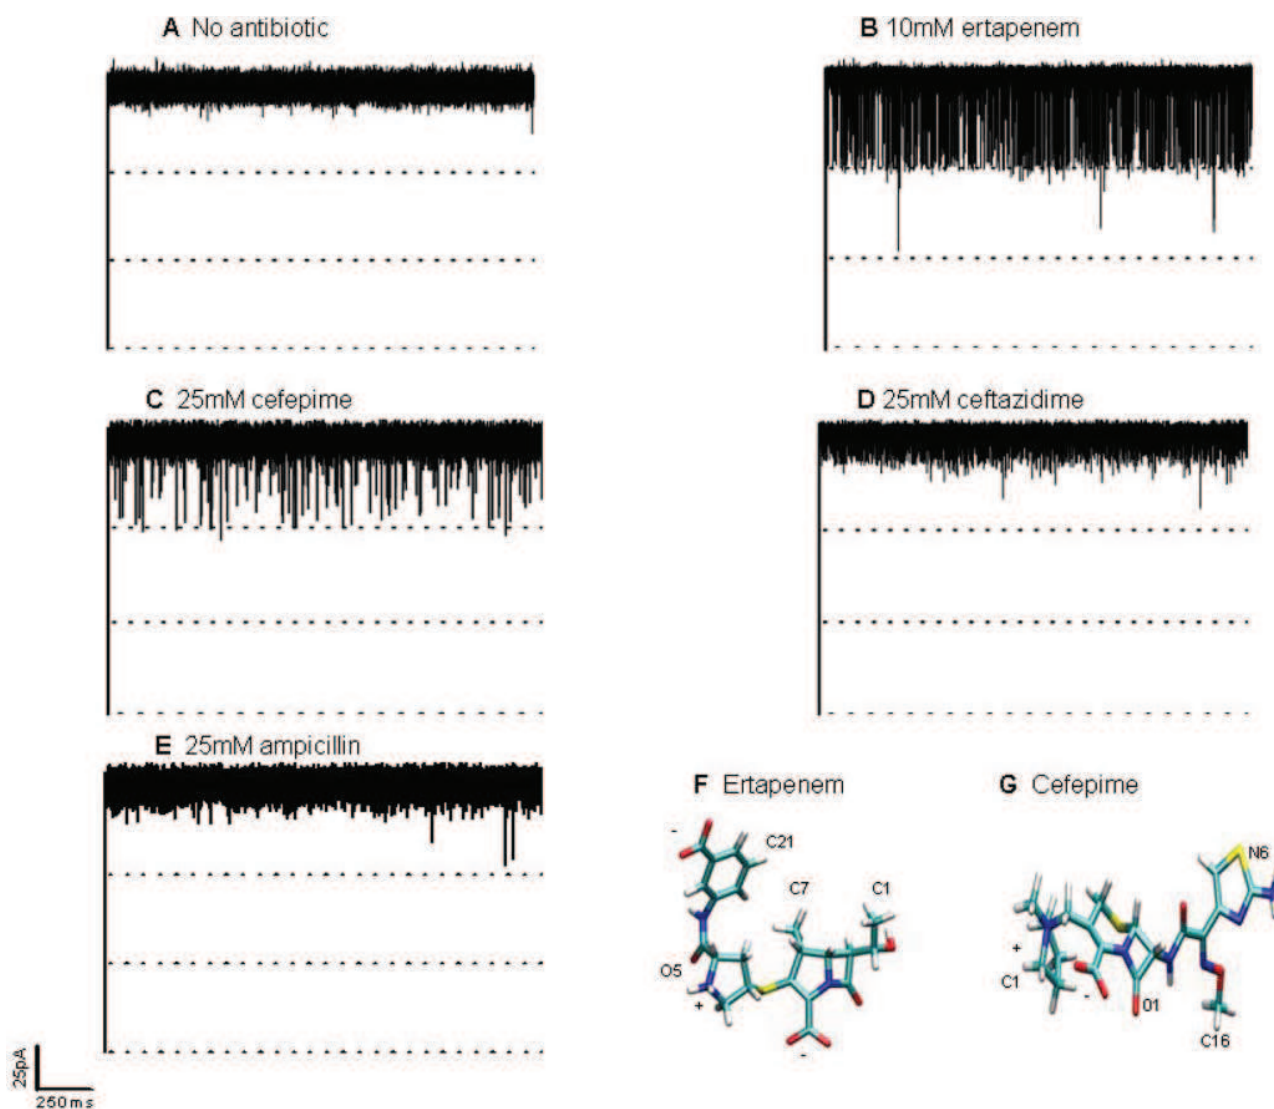 A No antibiotic
B 10mM ertapenem
C 25mM cefepime
D 25mM ceftazidime
E 25mM ampicillin
F Ertapenem
G Cefepime
-
C21
C7
C1
O5
+
-
N6
+
C1
-
O1
C16
25pA
250ms